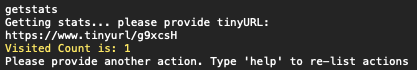 getstats
Getting stats... please provide tinyURL:
https://www.tinyurl/g9xcsH
Visited Count is: 1
Please provide another action. Type 'help' to re-list actions